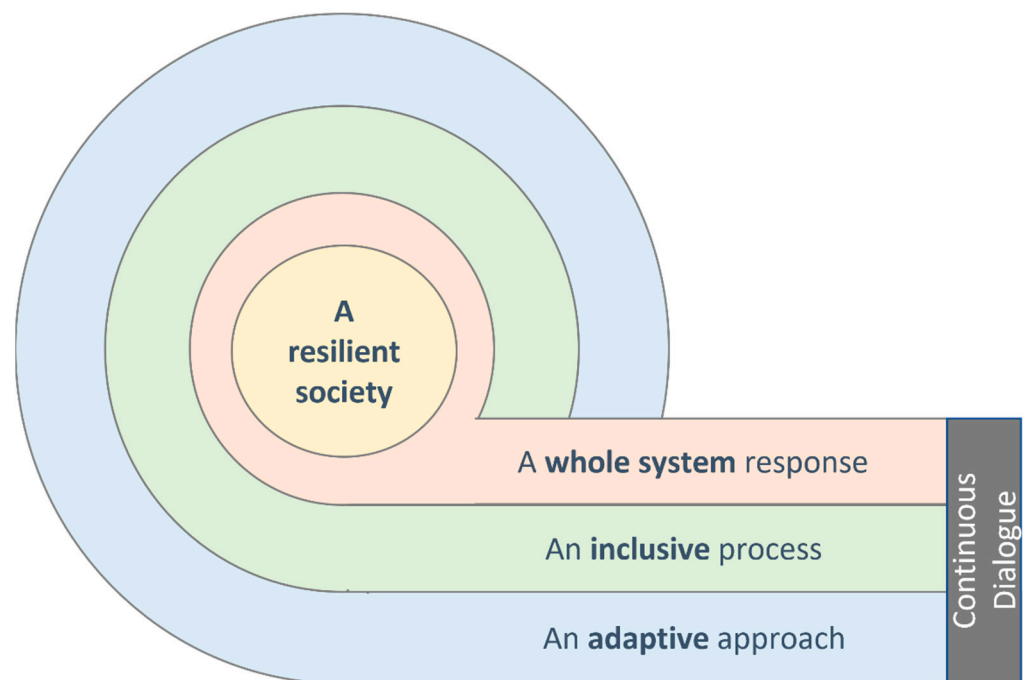 A
resilient
society
A whole system response
An inclusive process
An adaptive approach
Continuous
Dialogue